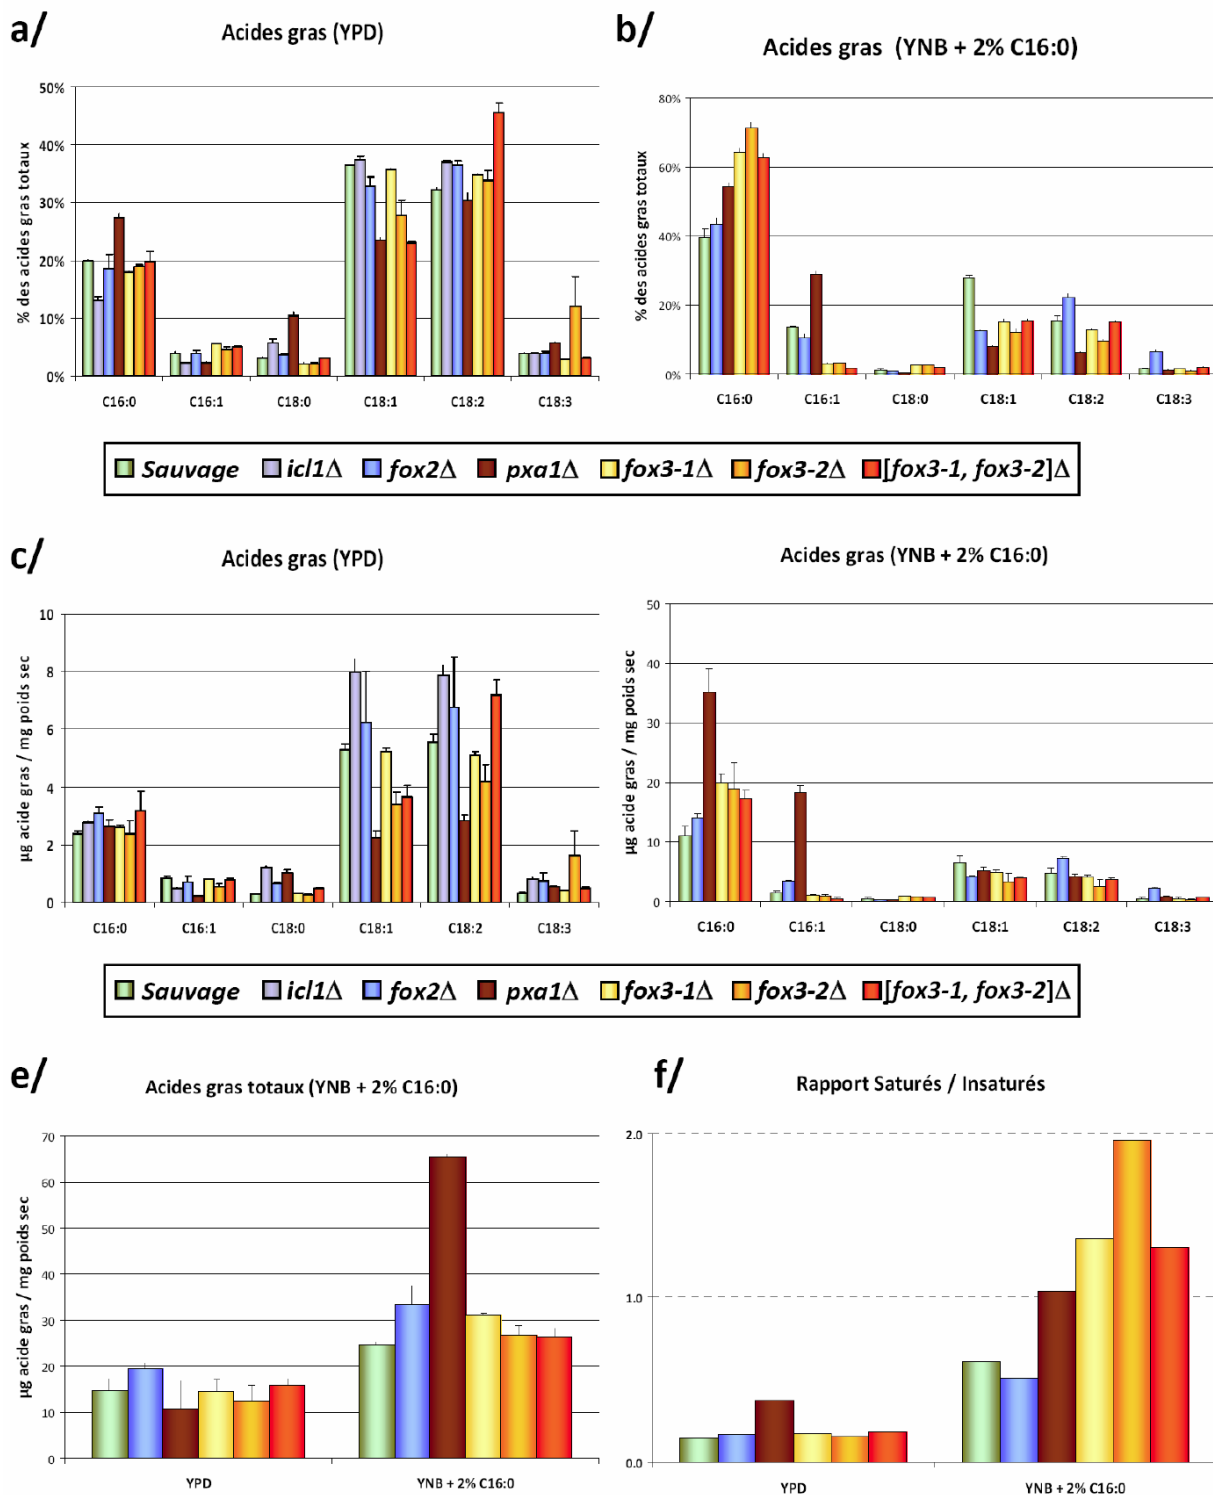 a/
Acides gras (YPD)
% des acides gras totaux
50%
40%
30%
20%
10%
0%
C16:0 C16:1 C18:0 C18:1 C18:2 C18:3
b/
Acides gras (YNB + 2% C16:0)
% des acides gras totaux
80%
60%
40%
20%
0%
C16:0 C16:1 C18:0 C18:1 C18:2 C18:3
Sauvage icl1Δ fox2Δ pxa1Δ fox3-1Δ fox3-2Δ [fox3-1, fox3-2]Δ
c/
Acides gras (YPD)
µg acide gras / mg poids sec
10
8
6
4
2
0
C16:0 C16:1 C18:0 C18:1 C18:2 C18:3
Acides gras (YNB + 2% C16:0)
µg acide gras / mg poids sec
50
40
30
20
10
0
C16:0 C16:1 C18:0 C18:1 C18:2 C18:3
Sauvage icl1Δ fox2Δ pxa1Δ fox3-1Δ fox3-2Δ [fox3-1, fox3-2]Δ
e/
Acides gras totaux (YNB + 2% C16:0)
µg acide gras / mg poids sec
70
60
50
40
30
20
10
0
YPD YNB + 2% C16:0
f/
Rapport Saturés / Insaturés
2.0
1.0
0.0
YPD YNB + 2% C16:0